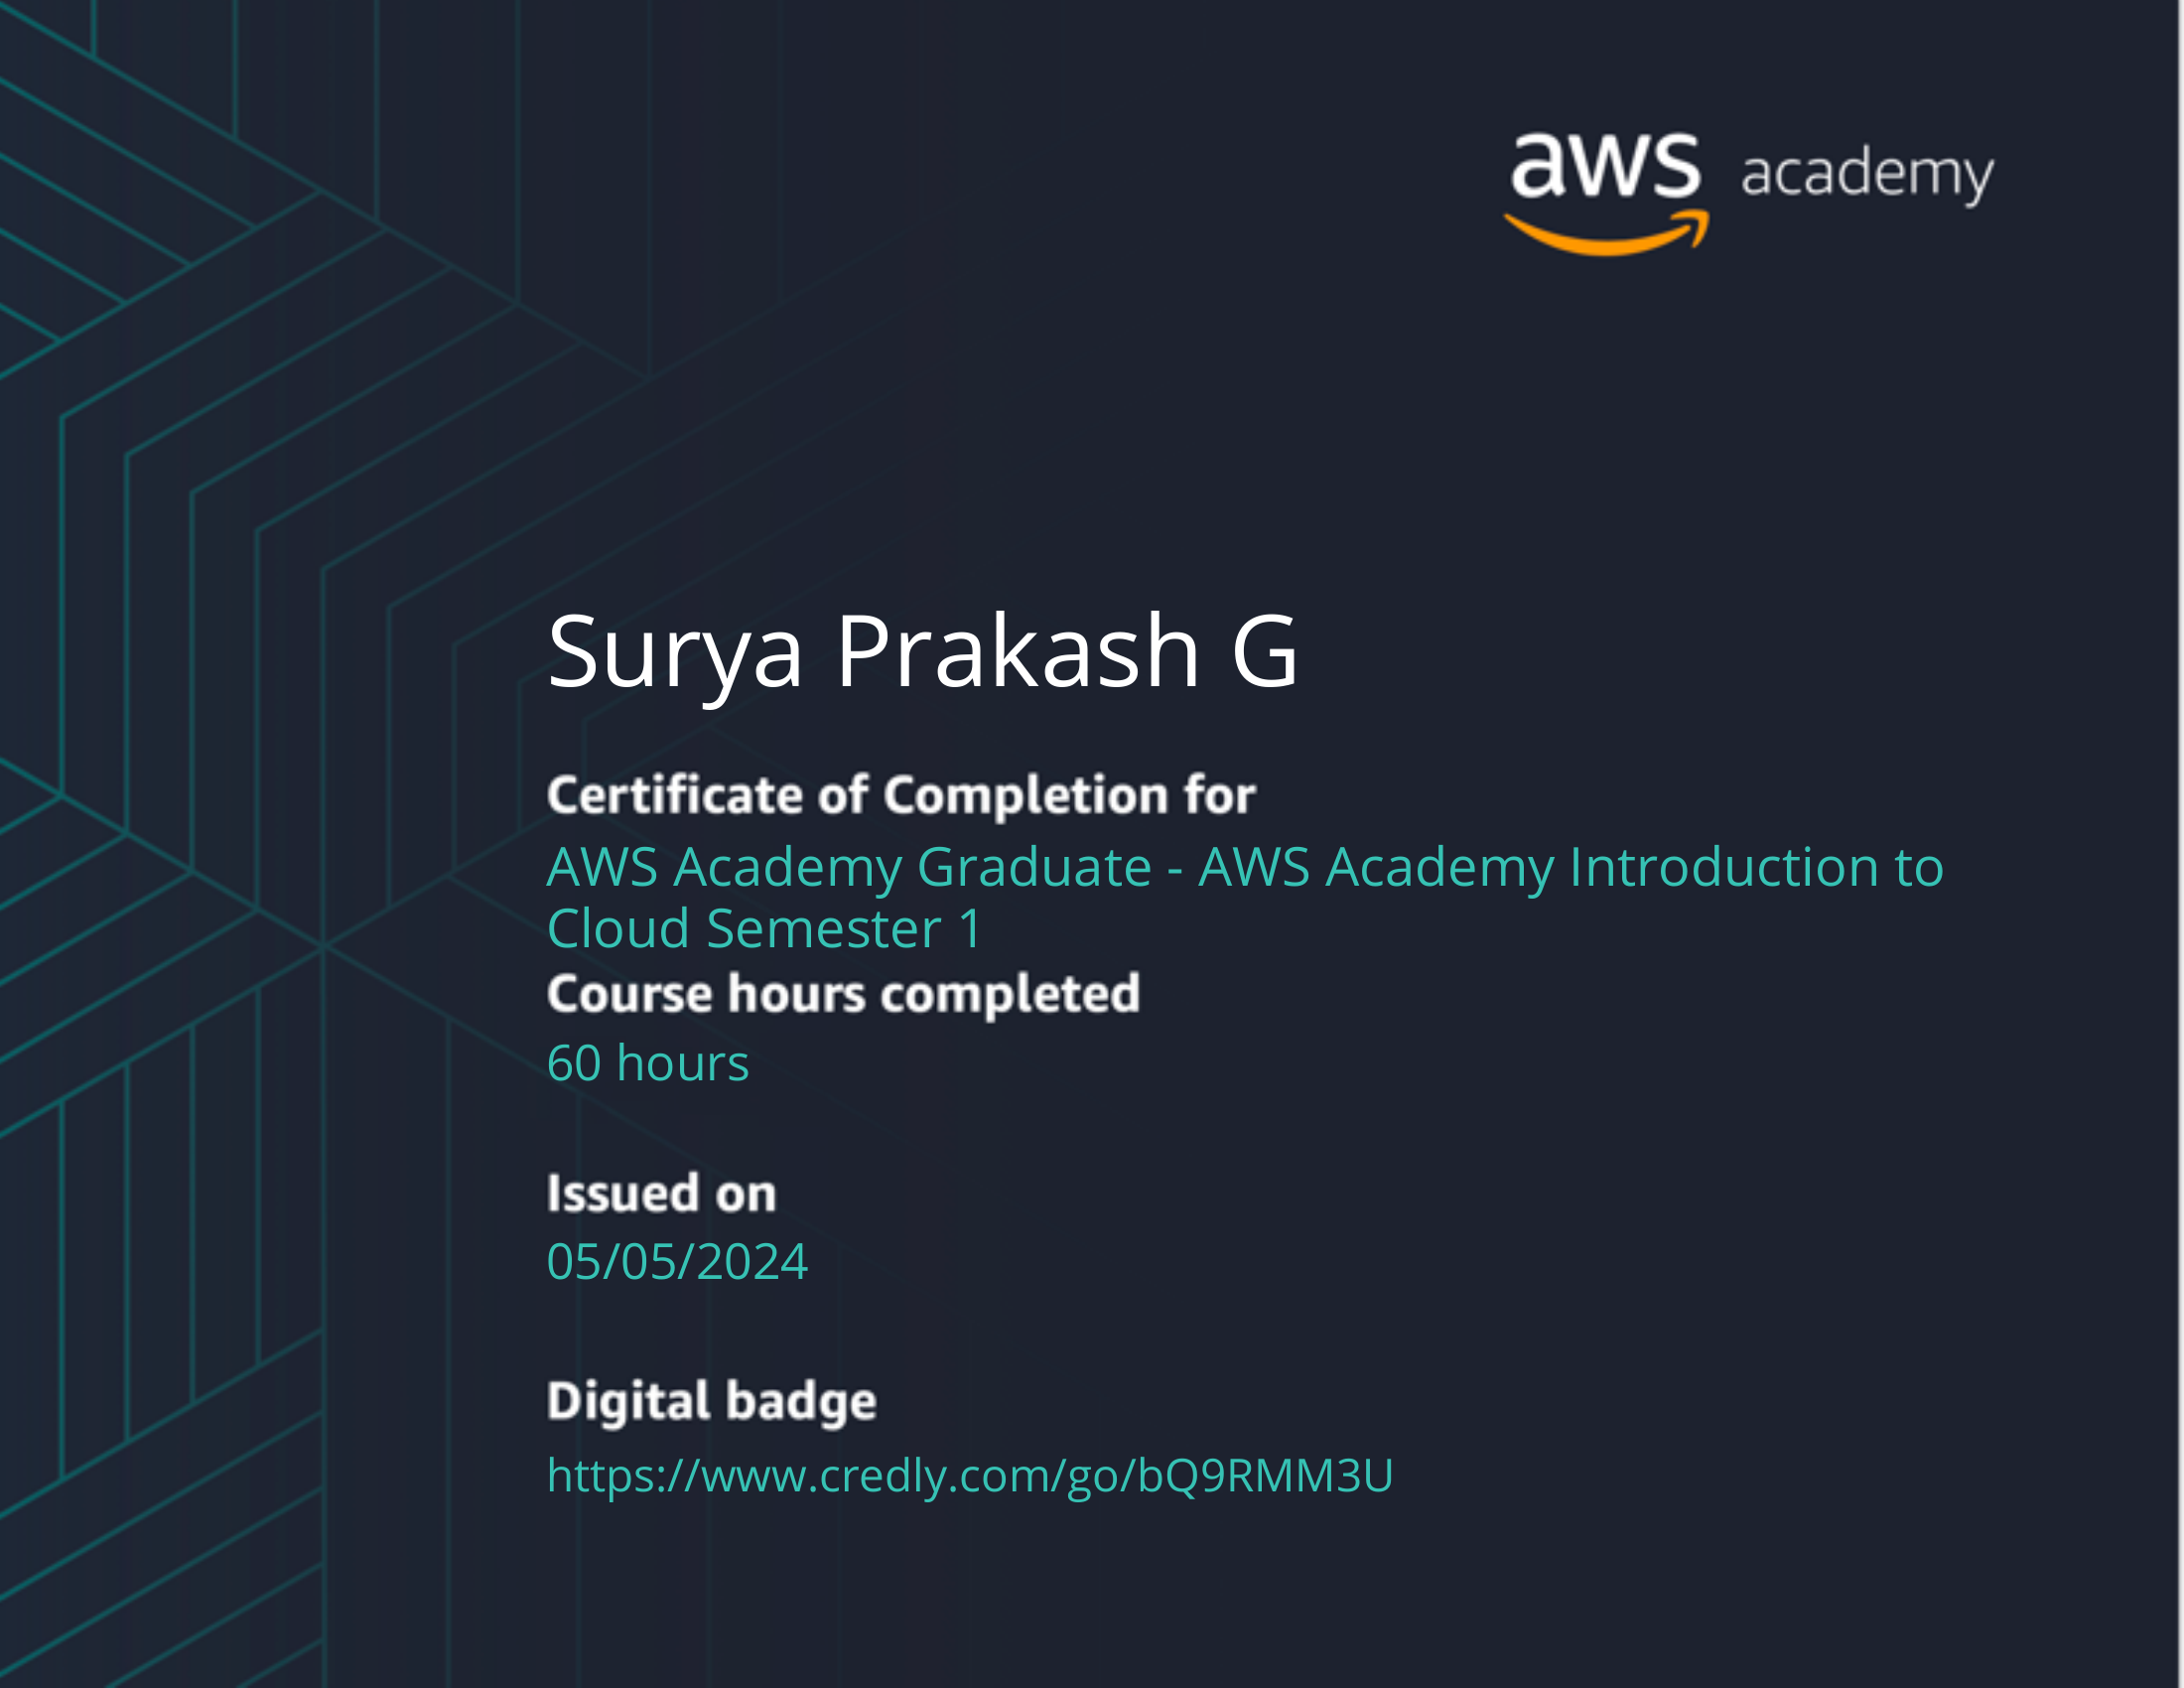 aws academy
Surya Prakash G
Certificate of Completion for
AWS Academy Graduate - AWS Academy Introduction to
Cloud Semester 1
Course hours completed
60 hours
Issued on
05/05/2024
Digital badge
https://www.credly.com/go/bQ9RMM3U